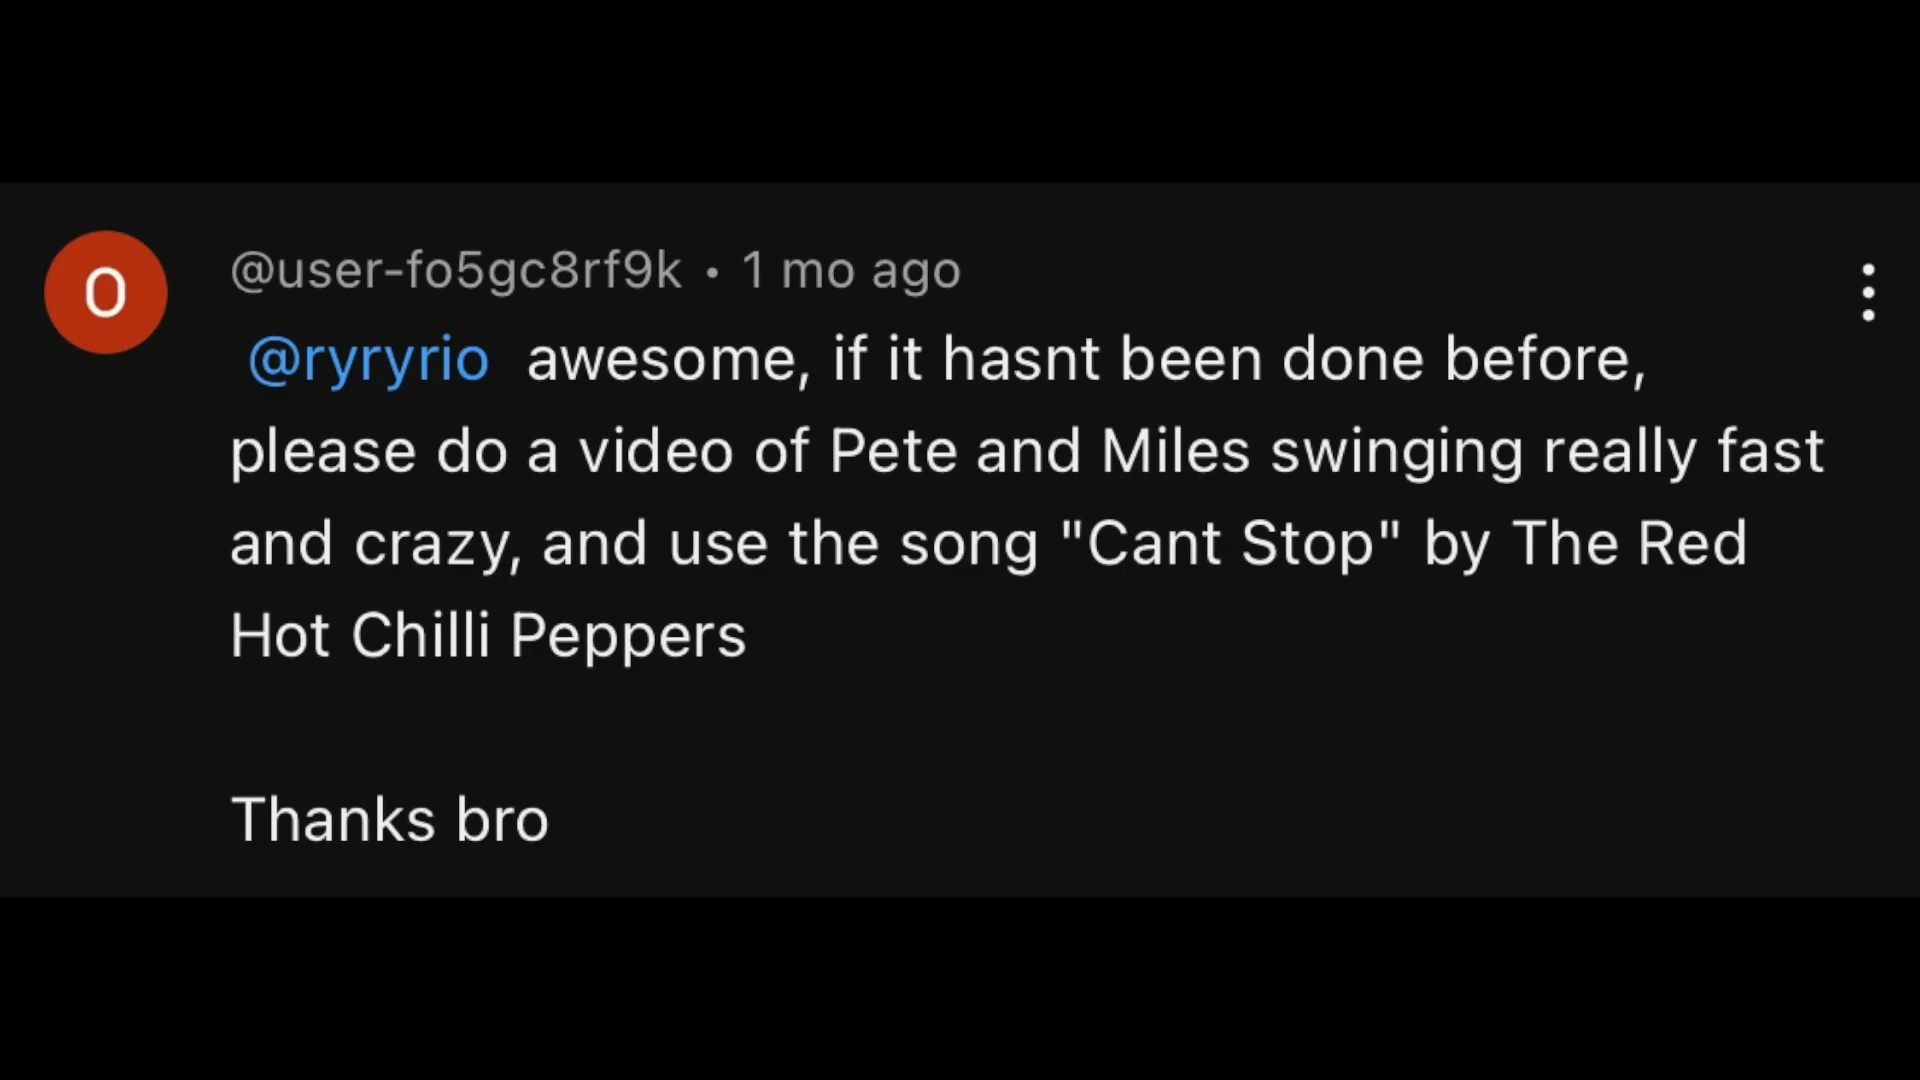 O
@user-fo5gc8rf9k • 1 mo ago
@ryryrio awesome, if it hasnt been done before,
please do a video of Pete and Miles swinging really fast
and crazy, and use the song "Cant Stop" by The Red
Hot Chilli Peppers
Thanks bro